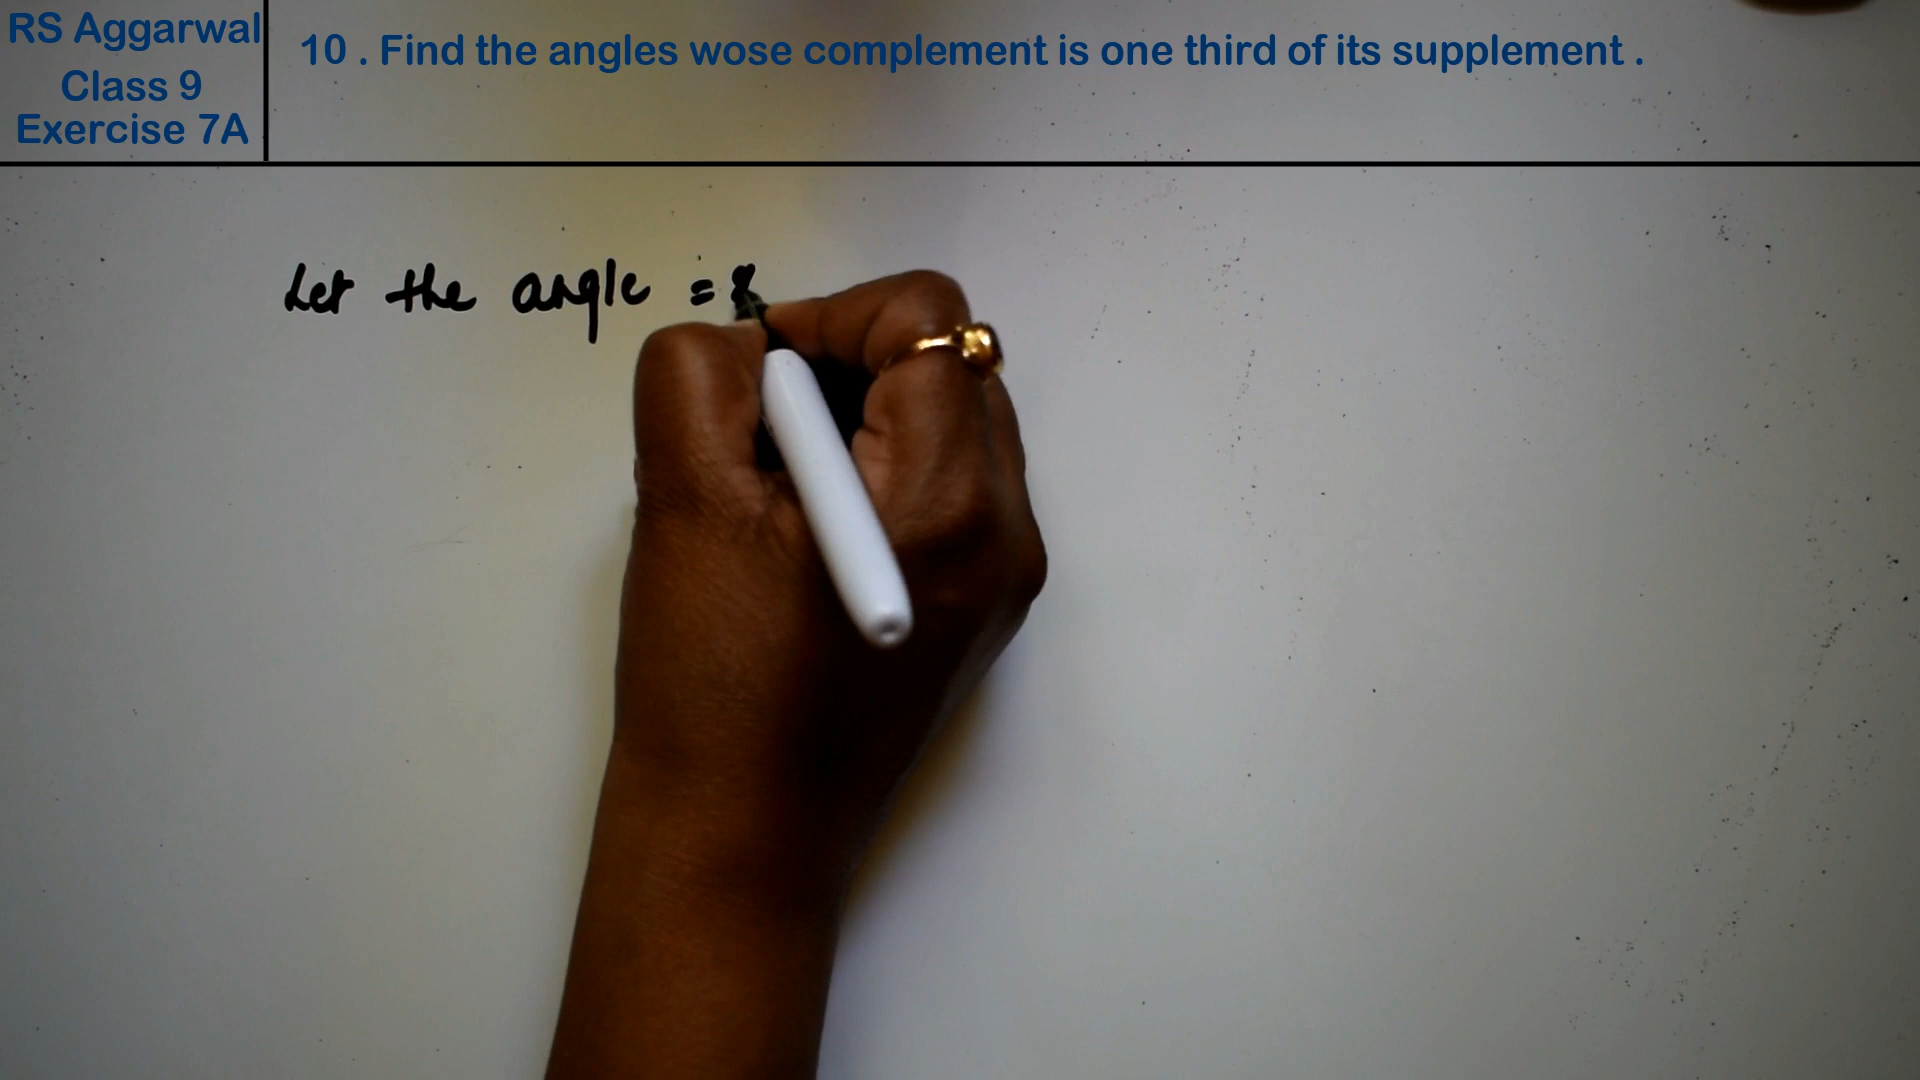 RS Aggarwal
Class 9
Exercise 7A
10 . Find the angles wose complement is one third of its supplement .
Let the angle =